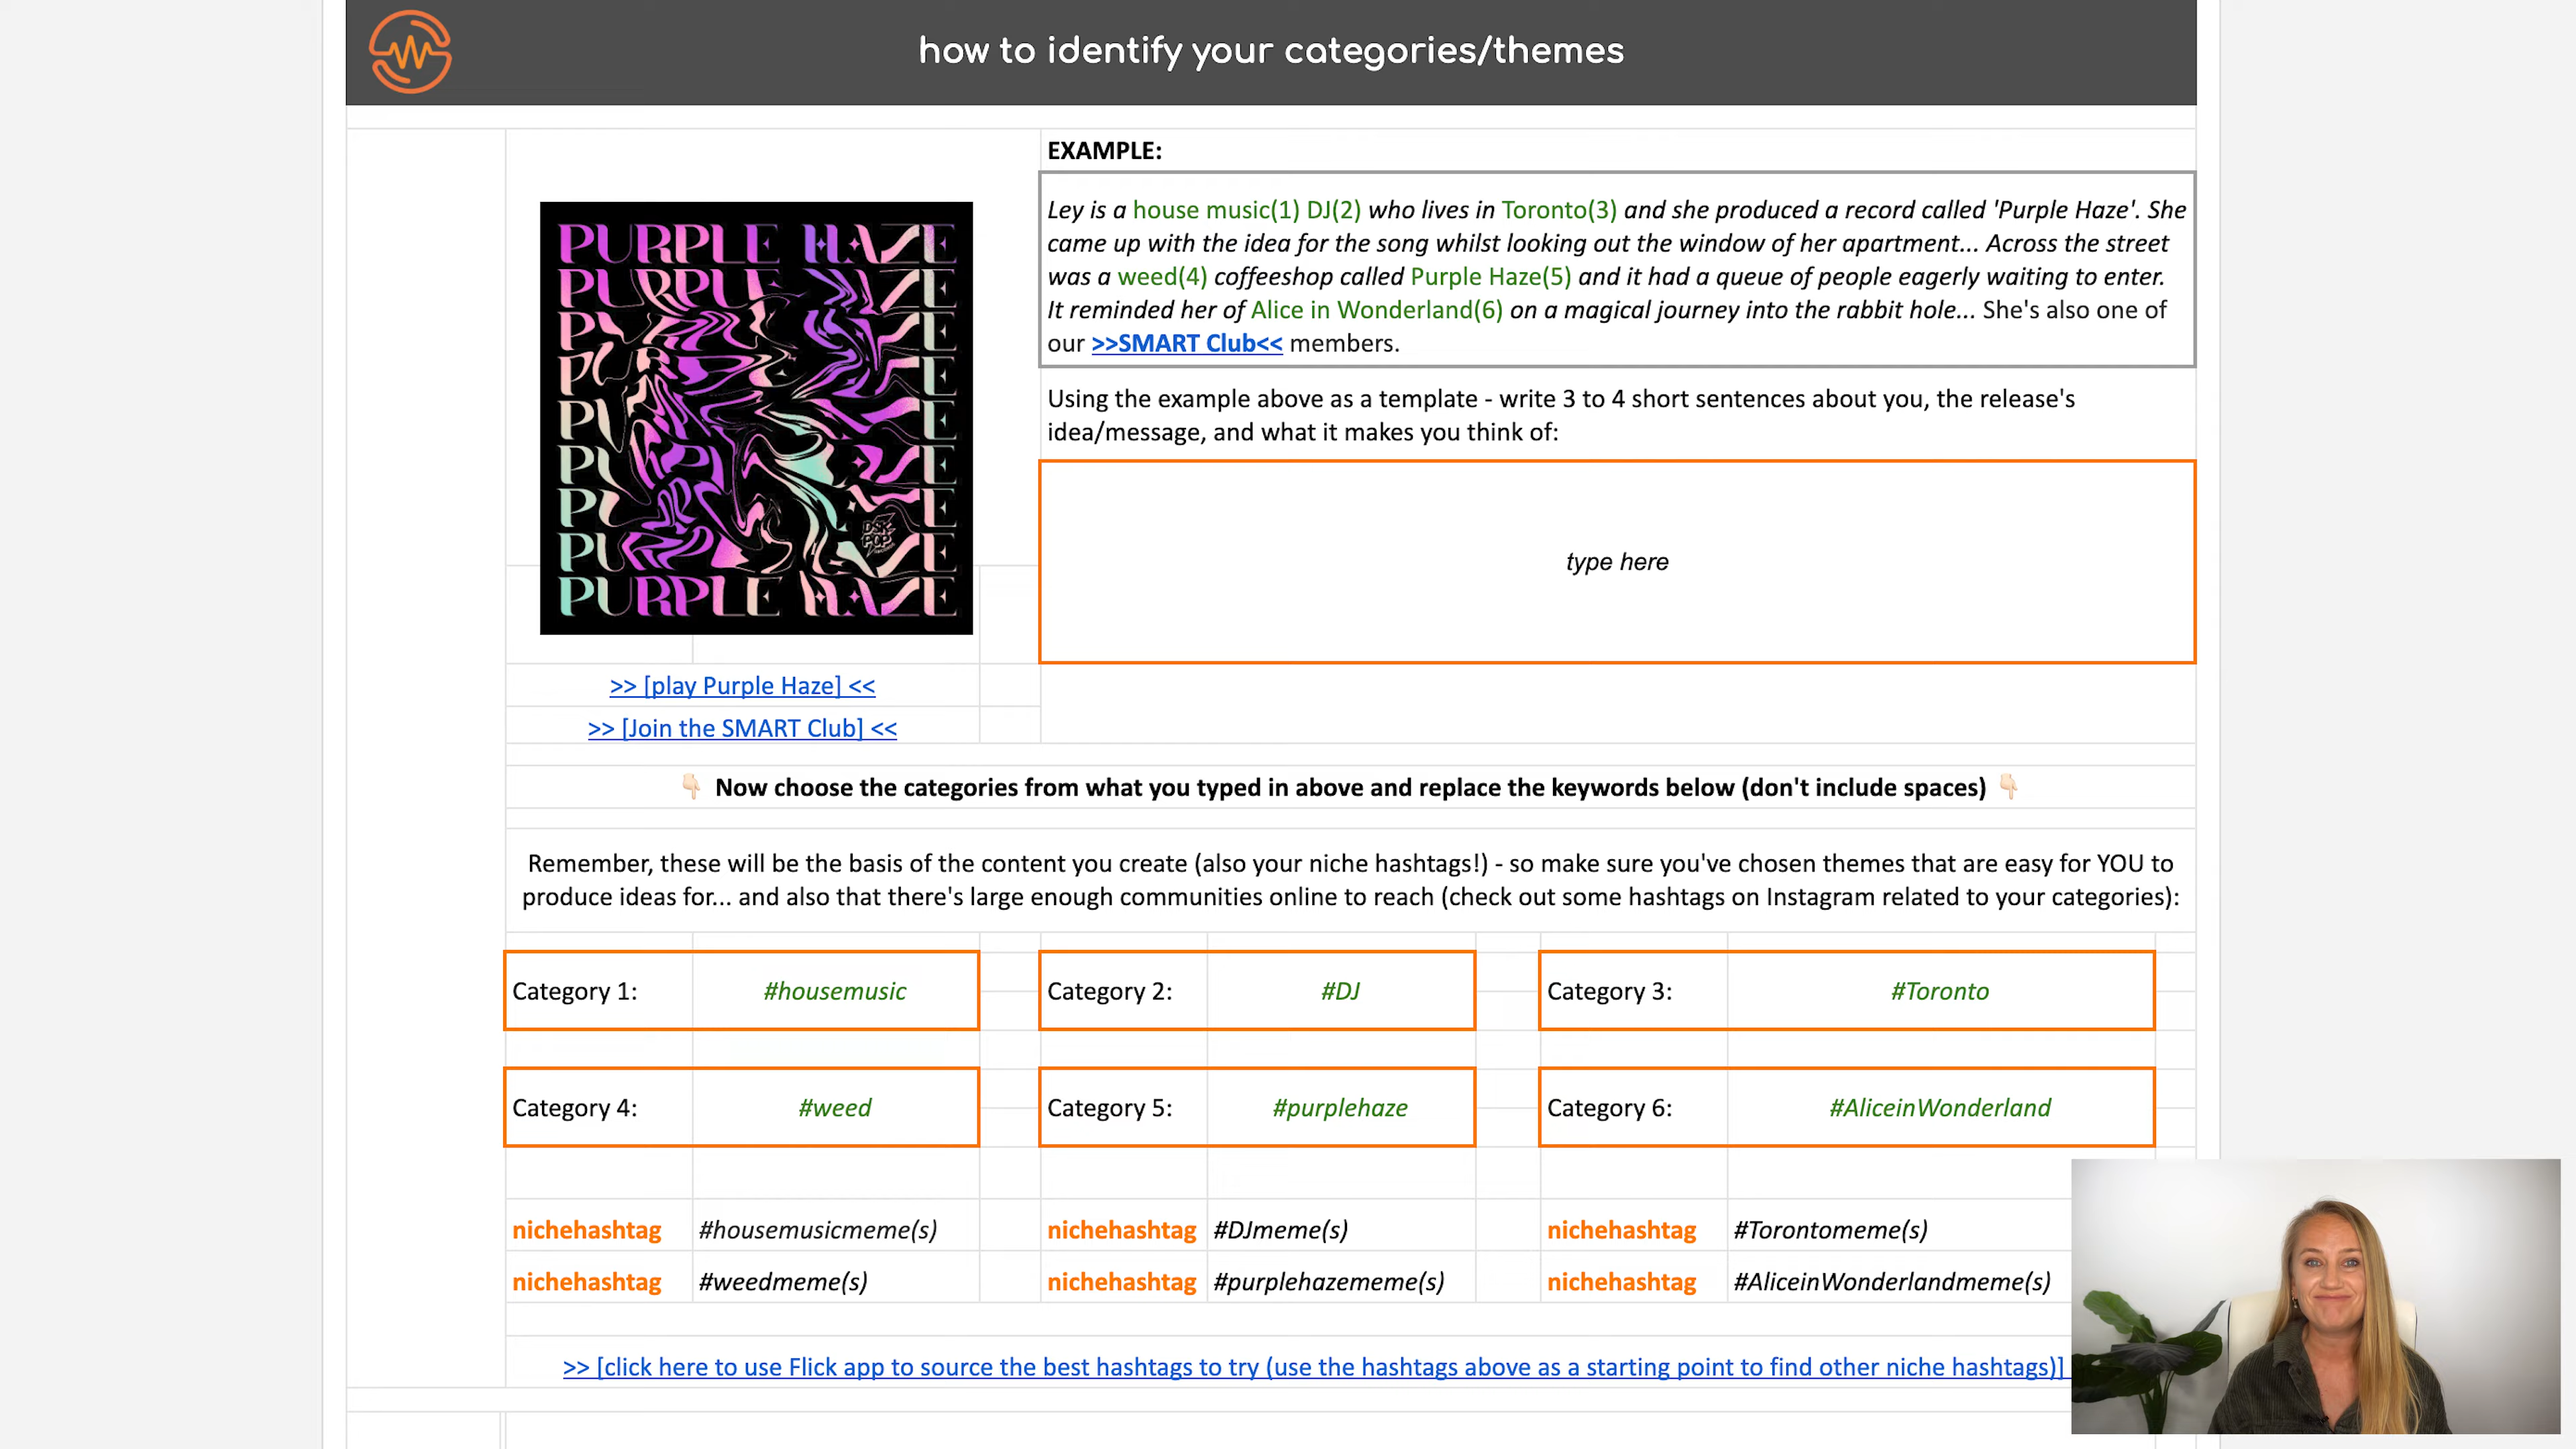 how to identify your categories/themes
EXAMPLE:
Ley is a house music(1) DJ(2) who lives in Toronto(3) and she produced a record called 'Purple Haze'. She
came up with the idea for the song whilst looking out the window of her apartment... Across the street
was a weed(4) coffeeshop called Purple Haze(5) and it had a queue of people eagerly waiting to enter.
It reminded her of Alice in Wonderland(6) on a magical journey into the rabbit hole... She's also one of
our >>SMART Club<< members.
PURPLE HAZE
PURPLE HAZE
DSK
POP
Using the example above as a template - write 3 to 4 short sentences about you, the release's
idea/message, and what it makes you think of:
type here
>> [play Purple Haze] <<
>> [Join the SMART Club] <<
👇🏻 Now choose the categories from what you typed in above and replace the keywords below (don't include spaces) 👇🏻
Remember, these will be the basis of the content you create (also your niche hashtags!) - so make sure you've chosen themes that are easy for YOU to
produce ideas for... and also that there's large enough communities online to reach (check out some hashtags on Instagram related to your categories):
Category 1: #housemusic Category 2: #DJ Category 3: #Toronto
Category 4: #weed Category 5: #purplehaze Category 6: #AliceinWonderland
nichehashtag #housemusicmeme(s) nichehashtag #DJmeme(s) nichehashtag #Torontomeme(s)
nichehashtag #weedmeme(s) nichehashtag #purplehazememe(s) nichehashtag #AliceinWonderlandmeme(s)
>> [click here to use Flick app to source the best hashtags to try (use the hashtags above as a starting point to find other niche hashtags)]